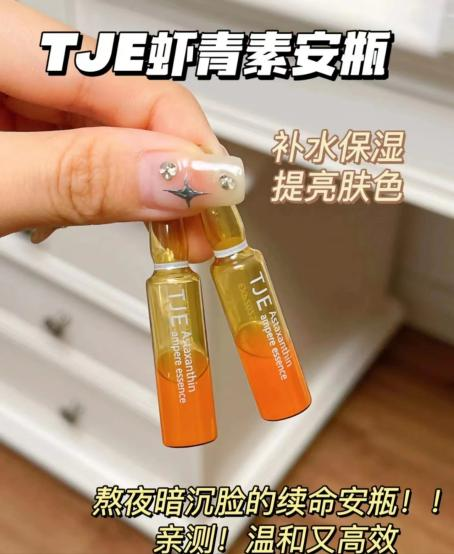 TJE虾青素安瓶
补水保湿
提亮肤色
TJE
Astaxanthin
ampere essence
TJE
Astaxanthin
ampere essence
熬夜暗沉脸的续命安瓶！！
亲测！温和又高效